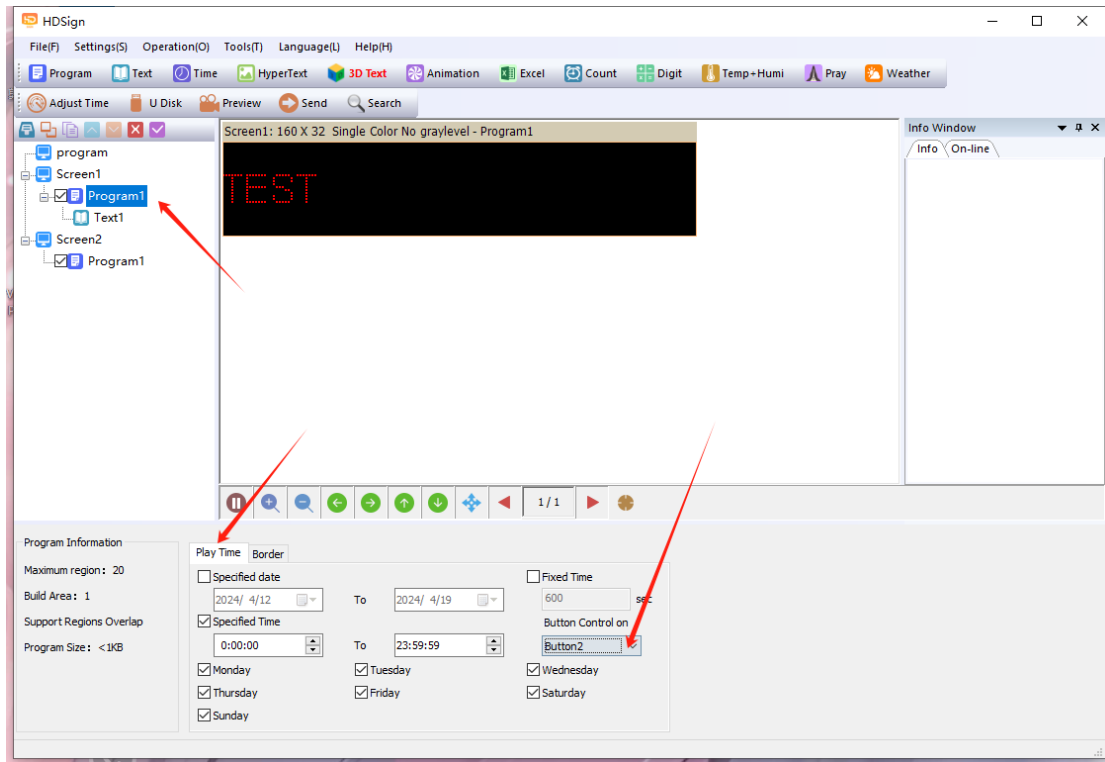 HDSign
File(F) Settings(S) Operation(O) Tools(T) Language(L) Help(H)
Program Text Time HyperText 3D Text Animation Excel Count Digit Temp+Humi Pray Weather
Adjust Time U Disk Preview Send Search
program
Screen1
Program1
Text1
Screen2
Program1
Screen1: 160 X 32 Single Color No graylevel - Program1
TEST
Info Window
Info On-line
1/1
Program Information
Maximum region: 20
Build Area: 1
Support Regions Overlap
Program Size: <1KB
Play Time Border
Specified date Fixed Time
2024/ 4/12 To 2024/ 4/19 600 sec
Specified Time Button Control on
0:00:00 To 23:59:59 Button2
Monday Tuesday Wednesday
Thursday Friday Saturday
Sunday